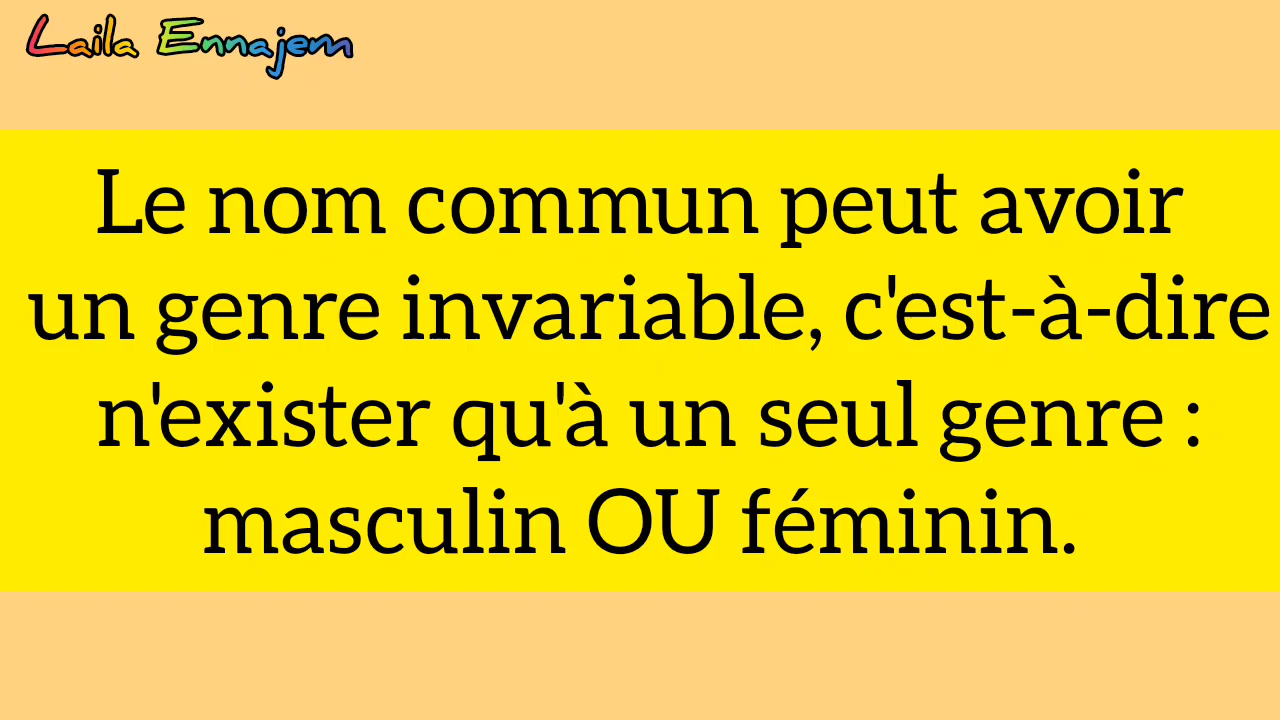 Laila Ennajem
Le nom commun peut avoir
un genre invariable, c'est-à-dire
n'exister qu'à un seul genre :
masculin OU féminin.